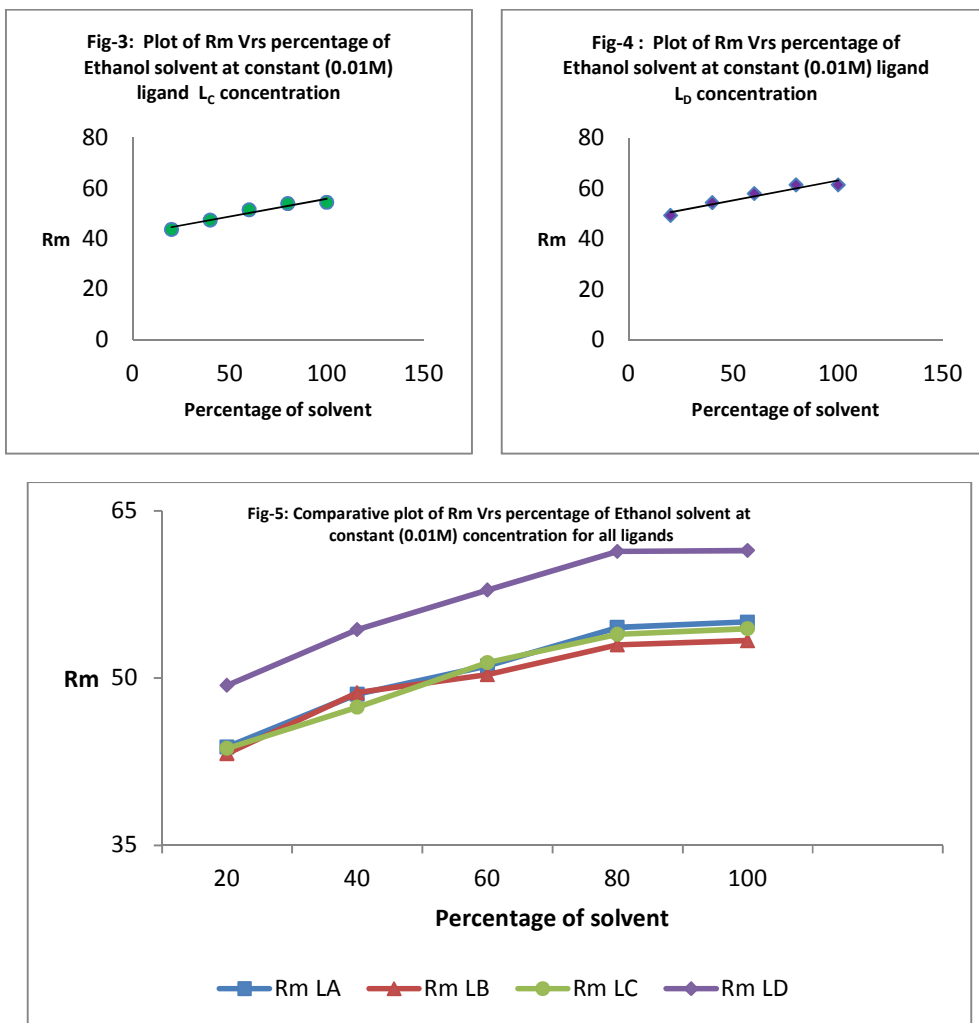 Fig-3: Plot of Rm Vrs percentage of
Ethanol solvent at constant (0.01M)
ligand LC concentration
80
60
40
20
0
Rm
0 50 100 150
Percentage of solvent
Fig-4 : Plot of Rm Vrs percentage of
Ethanol solvent at constant (0.01M) ligand
LD concentration
80
60
40
20
0
Rm
0 50 100 150
Percentage of solvent
Fig-5: Comparative plot of Rm Vrs percentage of Ethanol solvent at
constant (0.01M) concentration for all ligands
65
50
35
Rm
20 40 60 80 100
Percentage of solvent
Rm LA Rm LB Rm LC Rm LD